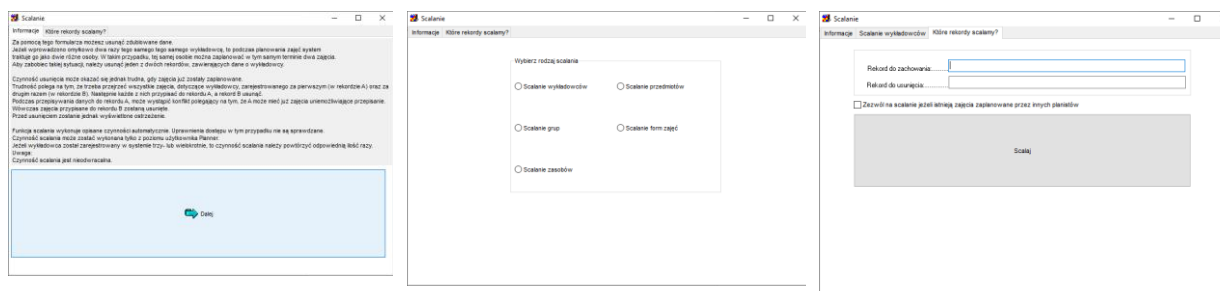 Scalanie
Informacje Które rekordy scalamy?
Za pomocą tego formularza możesz usunąć zdublowane dane.
Jeżeli wprowadzono omyłkowo dwa razy tego samego tego samego wykładowcę, to podczas planowania zajęć system
traktuje go jako dwie różne osoby. W takim przypadku, tej samej osobie można zaplanować w tym samym terminie dwa zajęcia.
Aby zabobiec takiej sytuacji, należy usunąć jeden z dwóch rekordów, zawierających dane o wykładowcy.
Czynność usunięcia może okazać się jednak trudna, gdy zajęcia już zostały zaplanowane.
Trudność polega na tym, że trzeba przejrzeć wszystkie zajęcia, dotyczące wykładowcy, zarejestrowanego za pierwszym (w rekordzie A) oraz za
drugim razem (w rekordzie B). Następnie każde z nich przypisać do rekordu A, a rekord B usunąć.
Podczas przepisywania danych do rekordu A, może wystąpić konflikt polegający na tym, że A może mieć już zajęcia uniemożliwiające przepisanie.
Wówczas zajęcia przypisane do rekordu B zostaną usunięte.
Przed usunięciem zostanie jednak wyświetlone ostrzeżenie.
Funkcja scalania wykonuje opisane czynności automatycznie. Uprawnienia dostępu w tym przypadku nie są sprawdzane.
Czynność scalania może zostać wykonana tylko z poziomu użytkownika Planner.
Jeżeli wykładowca został zarejestrowany w systemie trzy- lub wielokrotnie, to czynność scalania należy powtórzyć odpowiednią ilość razy.
Uwaga:
Czynność scalania jest nieodwracalna.
Dalej
Scalanie
Informacje Które rekordy scalamy?
Wybierz rodzaj scalania
Scalanie wykładowców Scalanie przedmiotów
Scalanie grup Scalanie form zajęć
Scalanie zasobów
Scalanie
Informacje Scalanie wykładowców Które rekordy scalamy?
Rekord do zachowania:
Rekord do usunięcia:
Zezwól na scalanie jeżeli istnieją zajęcia zaplanowane przez innych planistów
Scalaj